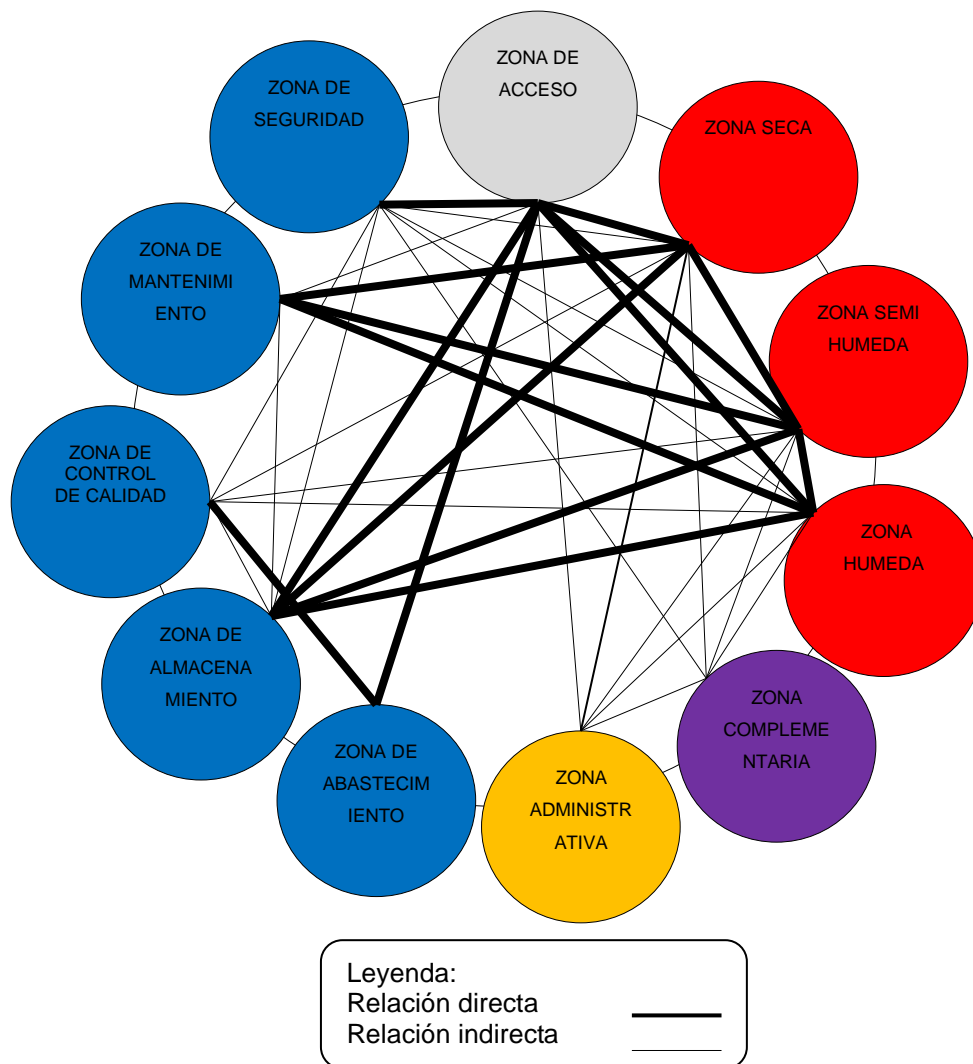 ZONA DE
ACCESO
ZONA SECA
ZONA SEMI
HUMEDA
ZONA
HUMEDA
ZONA
COMPLEME
NTARIA
ZONA
ADMINISTR
ATIVA
ZONA DE
ABASTECIM
IENTO
ZONA DE
ALMACENA
MIENTO
ZONA DE
CONTROL
DE CALIDAD
ZONA DE
MANTENIMI
ENTO
ZONA DE
SEGURIDAD
Leyenda:
Relación directa
Relación indirecta